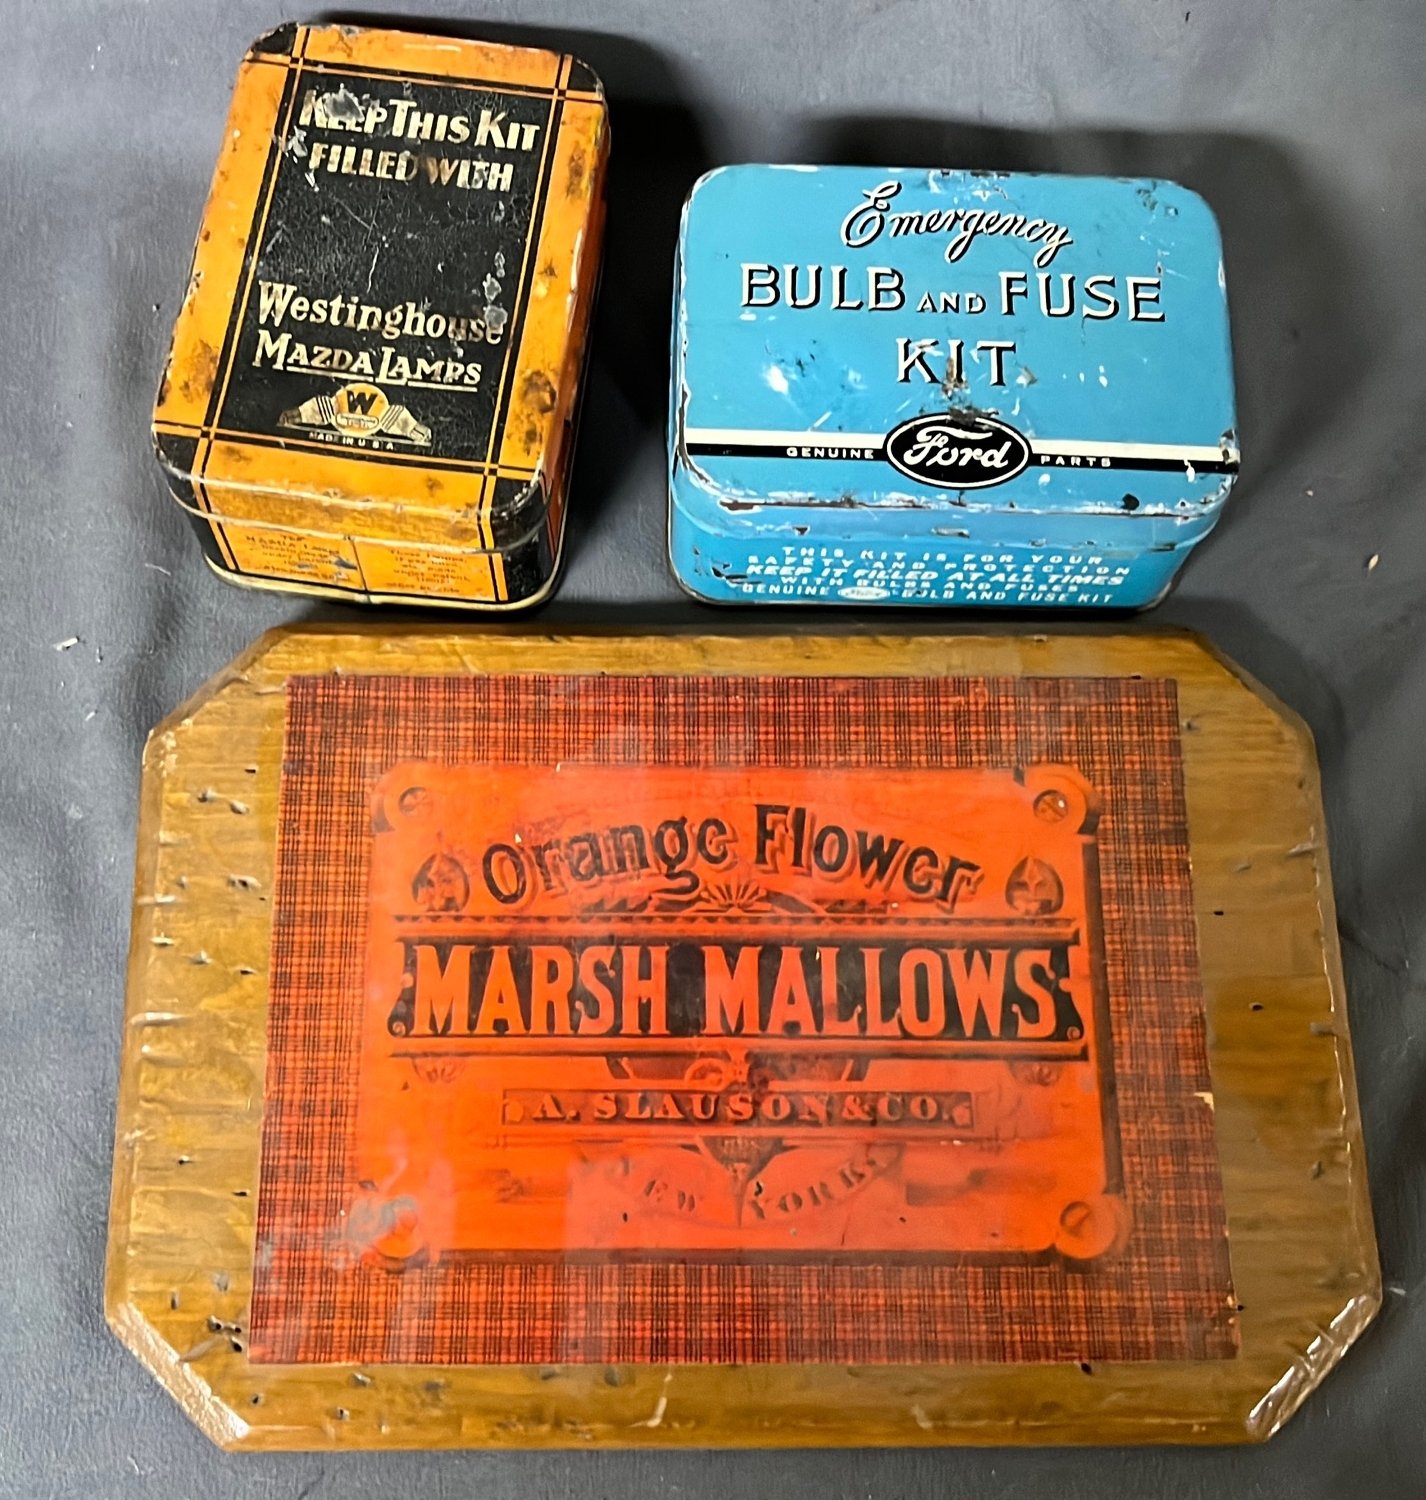 KEEP THIS KIT
FILLED WITH
Westinghouse
MAZDA LAMPS
W
MADE IN U.S.A.
Emergency
BULB AND FUSE
KIT
GENUINE Ford PARTS
THIS KIT IS FOR YOUR
SAFETY AND PROTECTION
KEEP IT FILLED AT ALL TIMES
WITH BULBS AND FUSES
GENUINE Ford BULB AND FUSE KIT
Orange Flower
MARSH MALLOWS.
A. SLAUSON & CO.
NEW YORK.